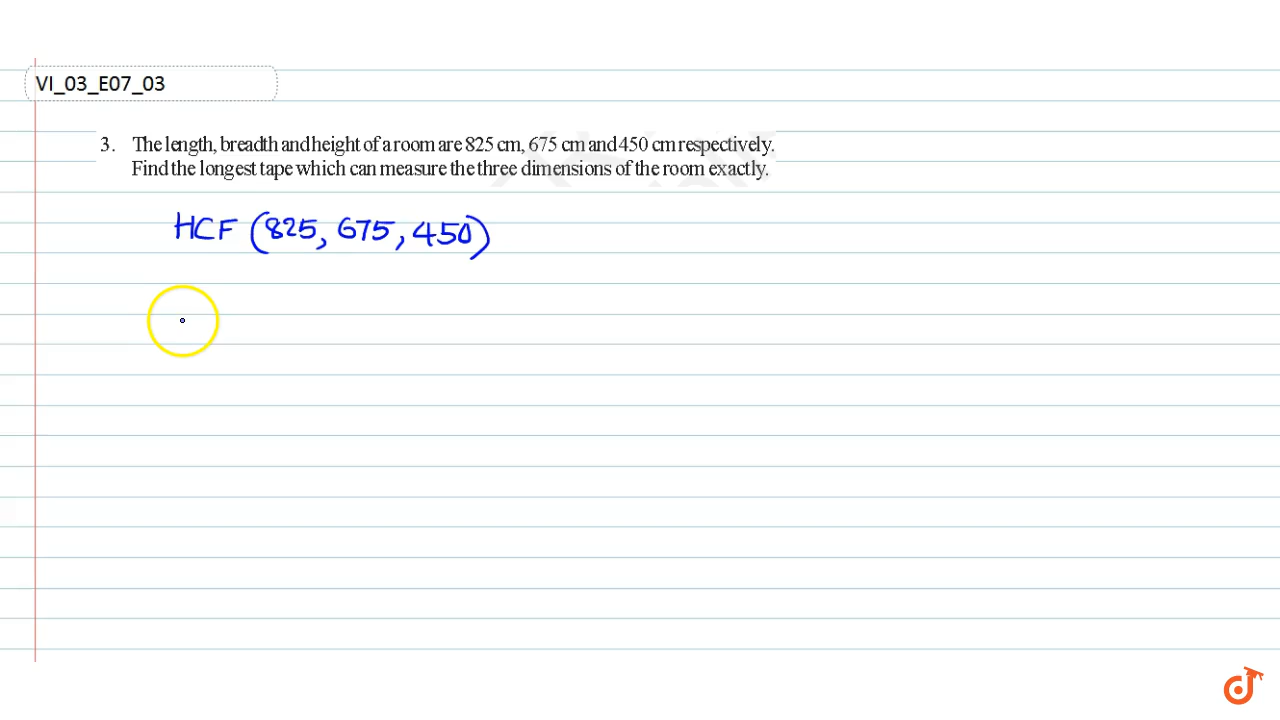 VI_03_E07_03
3. The length, breadth and height of a room are 825 cm, 675 cm and 450 cm respectively.
Find the longest tape which can measure the three dimensions of the room exactly.
HCF (825, 675, 450)